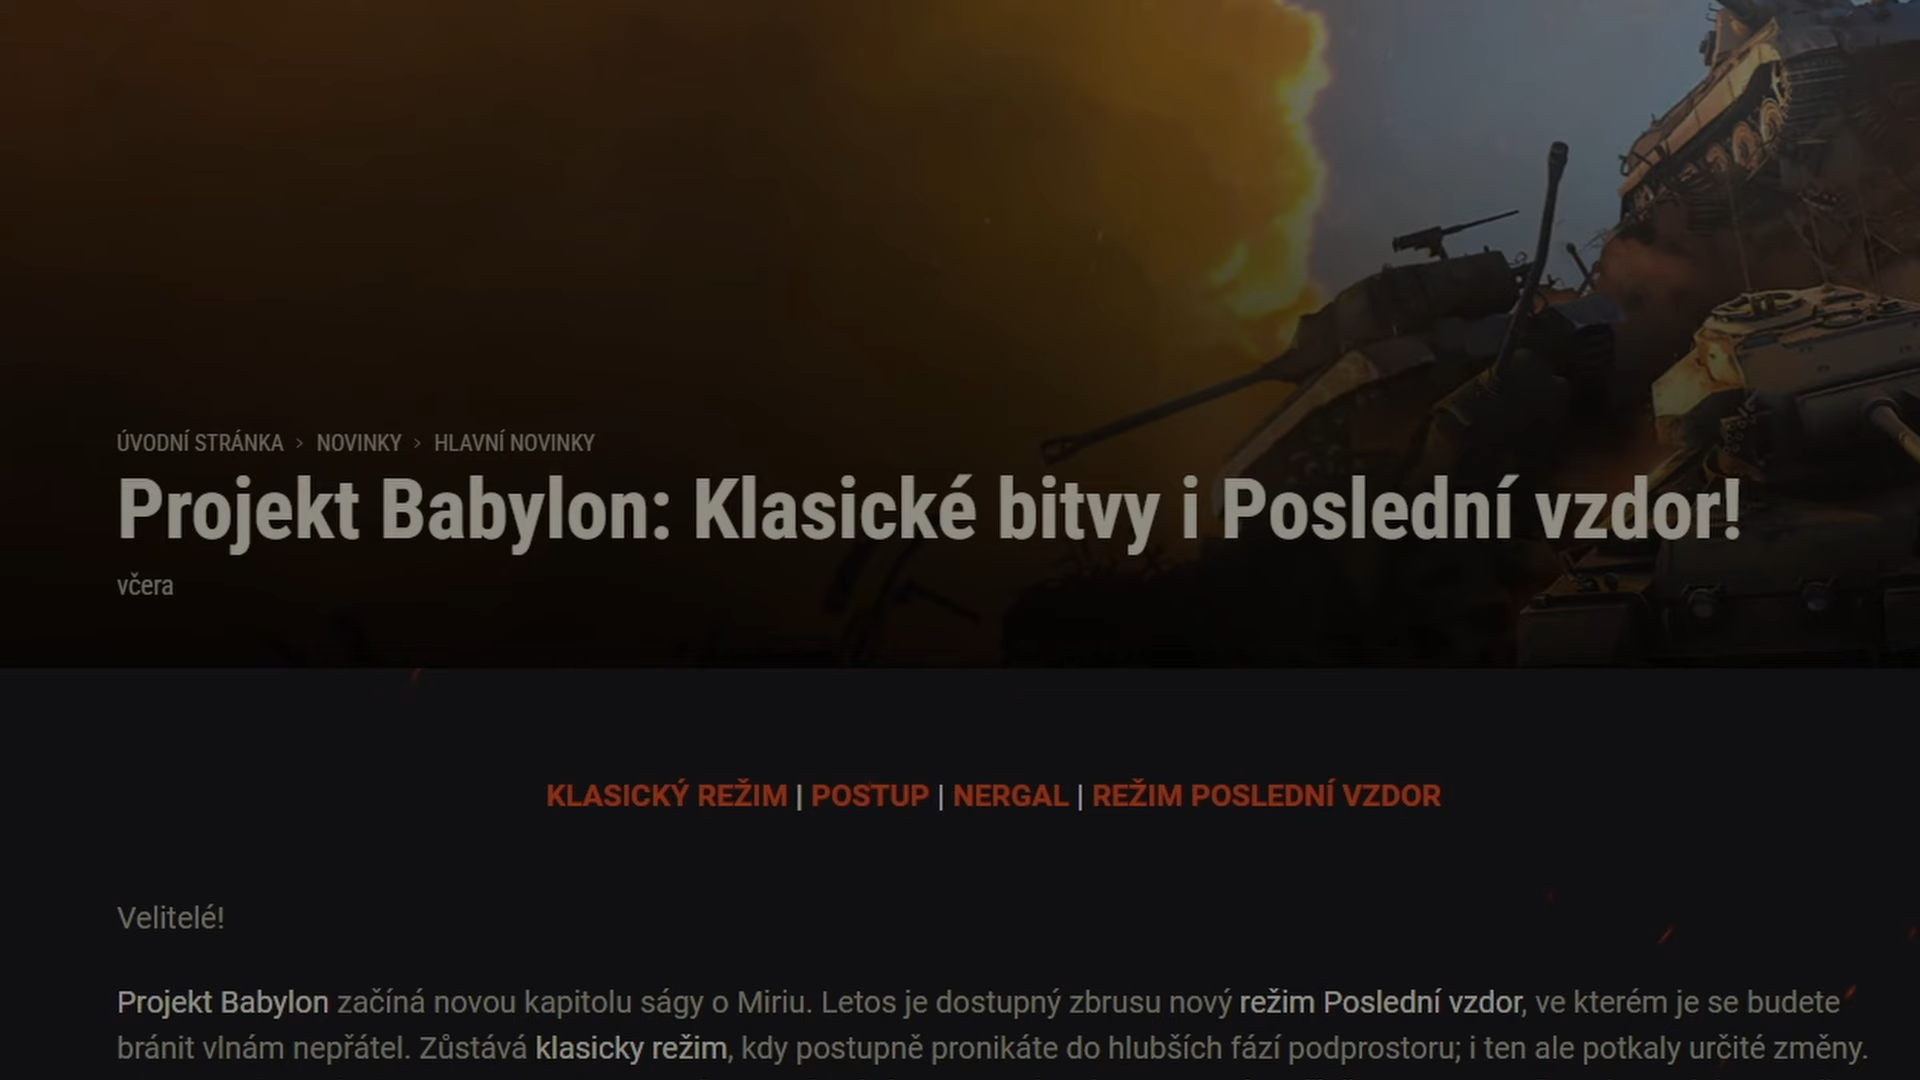 ÚVODNÍ STRÁNKA > NOVINKY > HLAVNÍ NOVINKY
Projekt Babylon: Klasické bitvy i Poslední vzdor!
včera
KLASICKÝ REŽIM | POSTUP | NERGAL | REŽIM POSLEDNÍ VZDOR
Velitelé!
Projekt Babylon začíná novou kapitolu ságy o Miriu. Letos je dostupný zbrusu nový režim Poslední vzdor, ve kterém je se budete
bránit vlnám nepřátel. Zůstává klasicky režim, kdy postupně pronikáte do hlubších fází podprostoru; i ten ale potkaly určité změny.